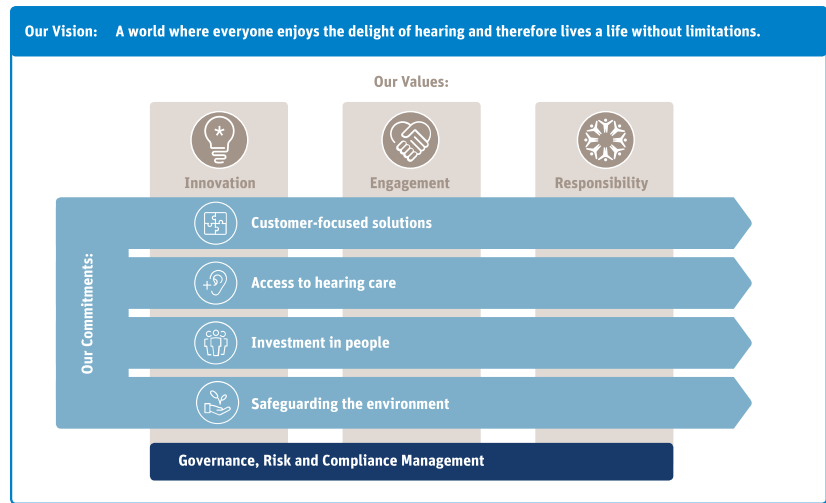 Our Vision: A world where everyone enjoys the delight of hearing and therefore lives a life without limitations.
Our Values:
Innovation
Engagement
Responsibility
Our Commitments:
Customer-focused solutions
Access to hearing care
Investment in people
Safeguarding the environment
Governance, Risk and Compliance Management